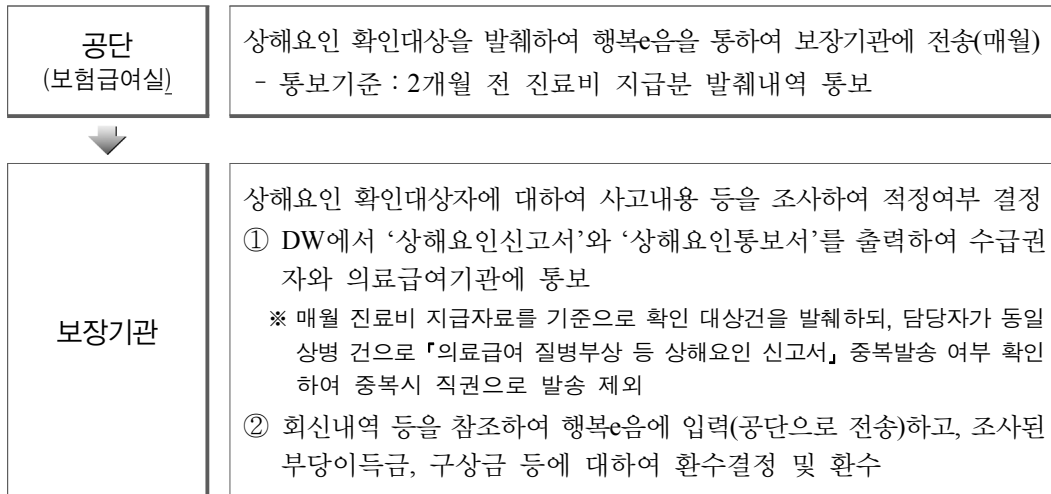 공단
(보험급여실)
상해요인 확인대상을 발췌하여 행복e음을 통하여 보장기관에 전송(매월)
- 통보기준 : 2개월 전 진료비 지급분 발췌내역 통보
보장기관
상해요인 확인대상자에 대하여 사고내용 등을 조사하여 적정여부 결정
① DW에서 ‘상해요인신고서’와 ‘상해요인통보서’를 출력하여 수급권
자와 의료급여기관에 통보
※ 매월 진료비 지급자료를 기준으로 확인 대상건을 발췌하되, 담당자가 동일
상병 건으로 「의료급여 질병부상 등 상해요인 신고서」 중복발송 여부 확인
하여 중복시 직권으로 발송 제외
② 회신내역 등을 참조하여 행복e음에 입력(공단으로 전송)하고, 조사된
부당이득금, 구상금 등에 대하여 환수결정 및 환수